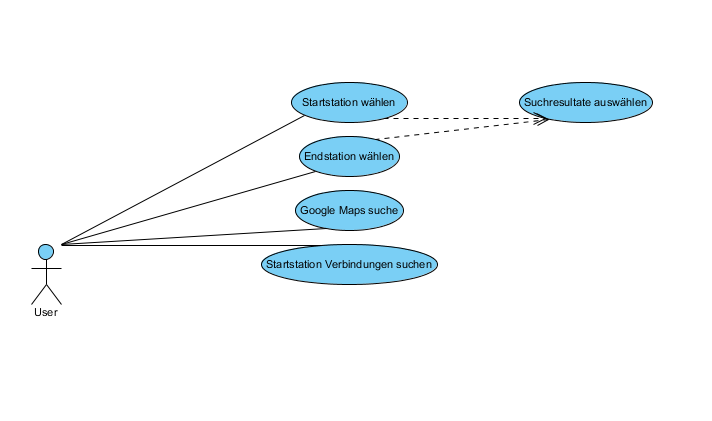 Startstation wählen
Suchresultate auswählen
Endstation wählen
Google Maps suche
Startstation Verbindungen suchen
User